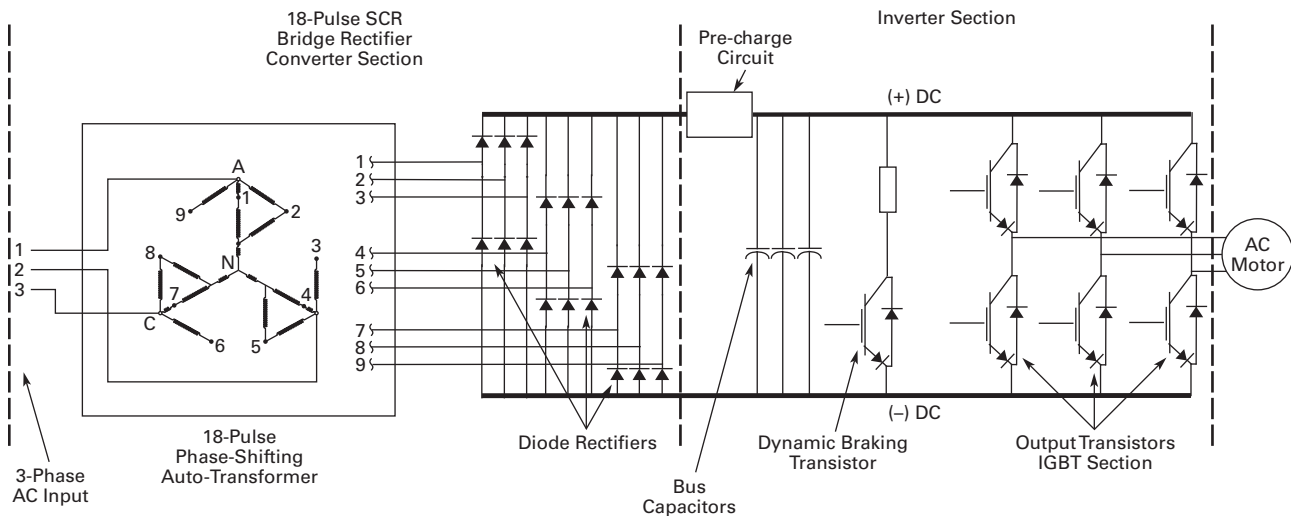 18-Pulse SCR
Bridge Rectifier
Converter Section
Inverter Section
Pre-charge
Circuit
(+) DC
A
1
9
2
8
N
3
7
4
C
6
5
1
2
3
1
2
3
4
5
6
7
8
9
AC
Motor
(–) DC
3-Phase
AC Input
18-Pulse
Phase-Shifting
Auto-Transformer
Diode Rectifiers
Bus
Capacitors
Dynamic Braking
Transistor
Output Transistors
IGBT Section